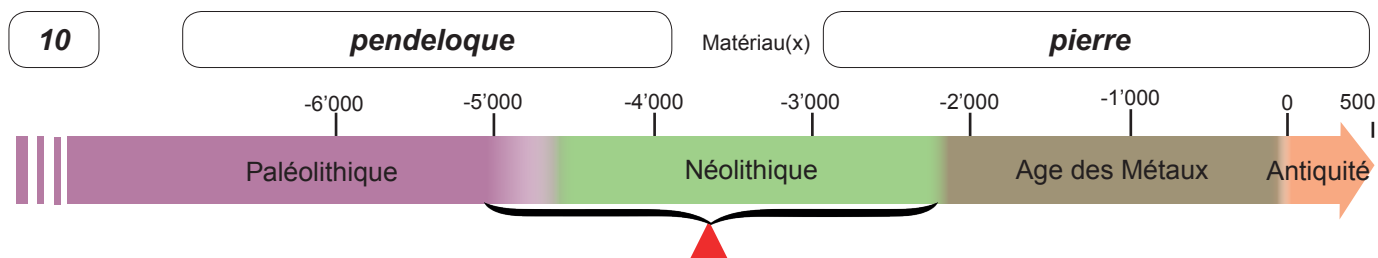 10 pendeloque Matériau(x) pierre
-6’000 -5’000 -4’000 -3’000 -2’000 -1’000 0 500
Paléolithique Néolithique Age des Métaux Antiquité